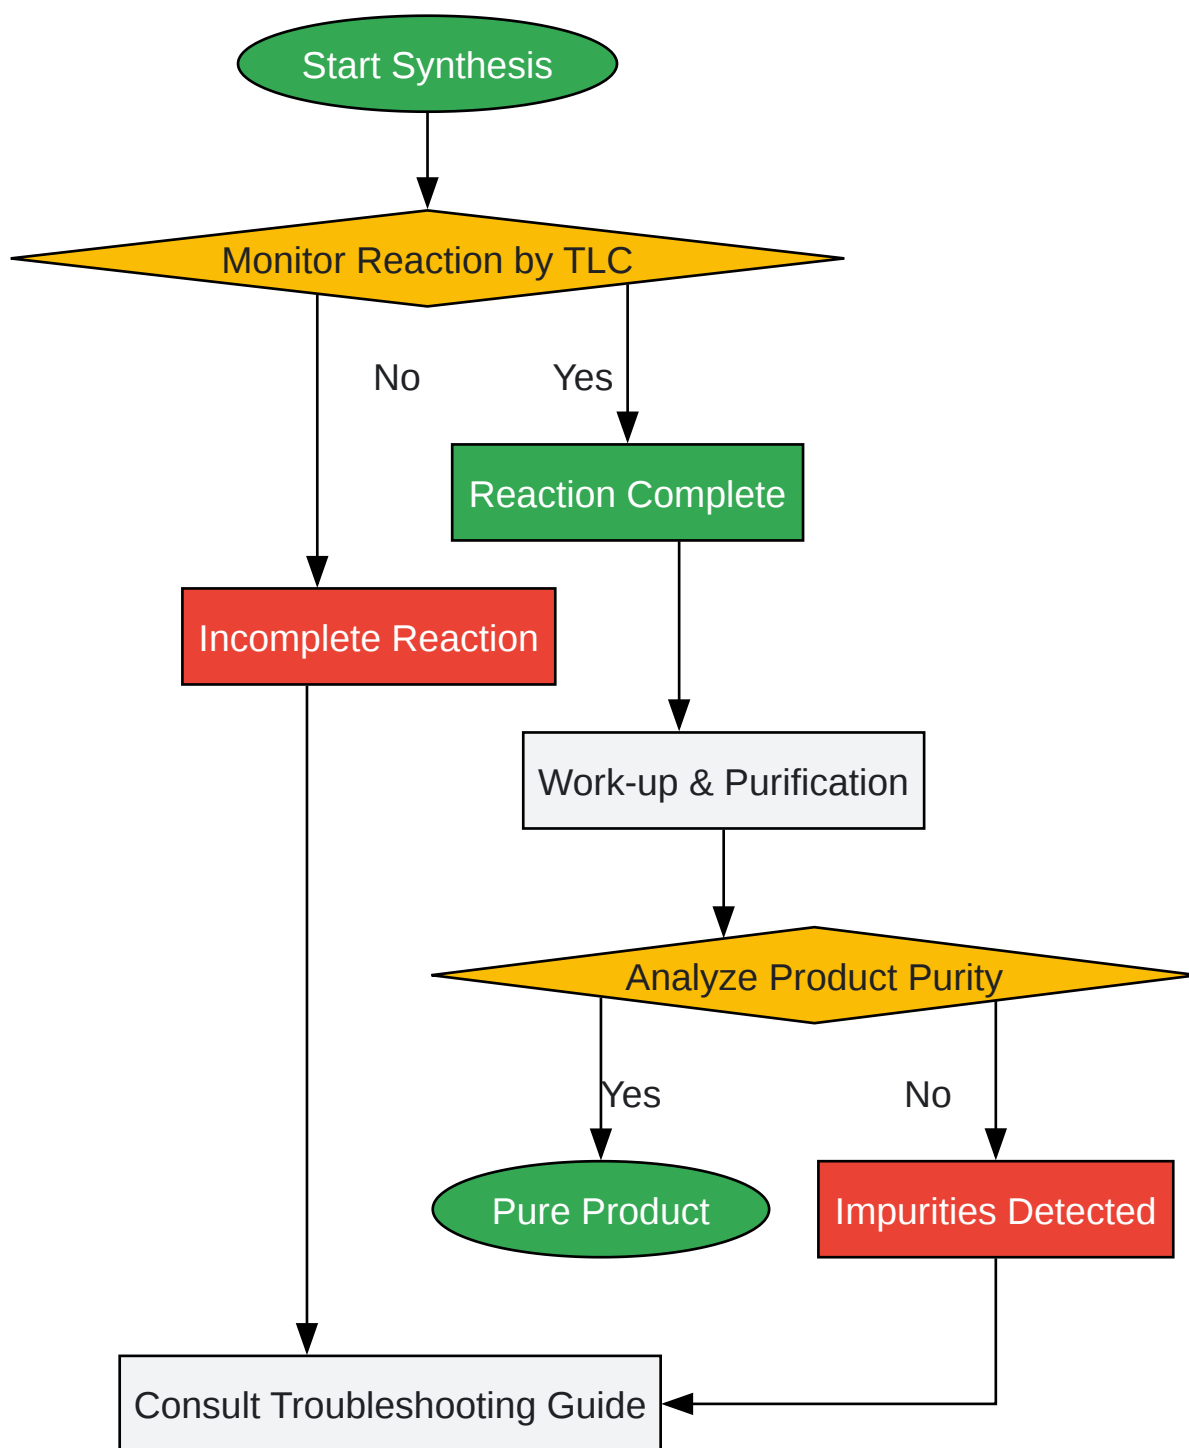 Start Synthesis
Monitor Reaction by TLC
No
Yes
Reaction Complete
Incomplete Reaction
Work-up & Purification
Analyze Product Purity
Yes
No
Pure Product
Impurities Detected
Consult Troubleshooting Guide